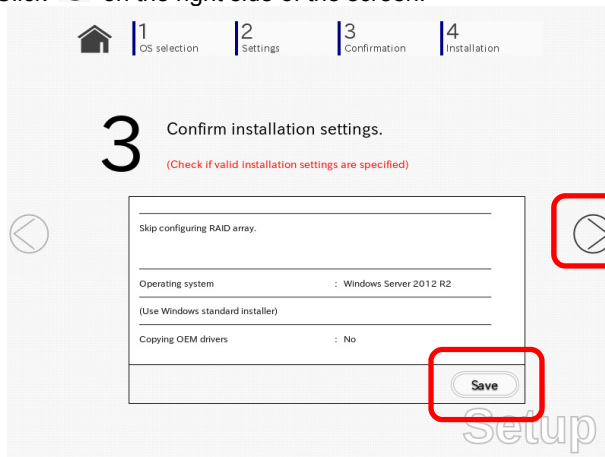 on the right side of the screen.
1 2 3 4
OS selection Settings Confirmation Installation
3 Confirm installation settings.
(Check if valid installation settings are specified)
Skip configuring RAID array.
Operating system : Windows Server 2012 R2
(Use Windows standard installer)
Copying OEM drivers : No
Save
Setup